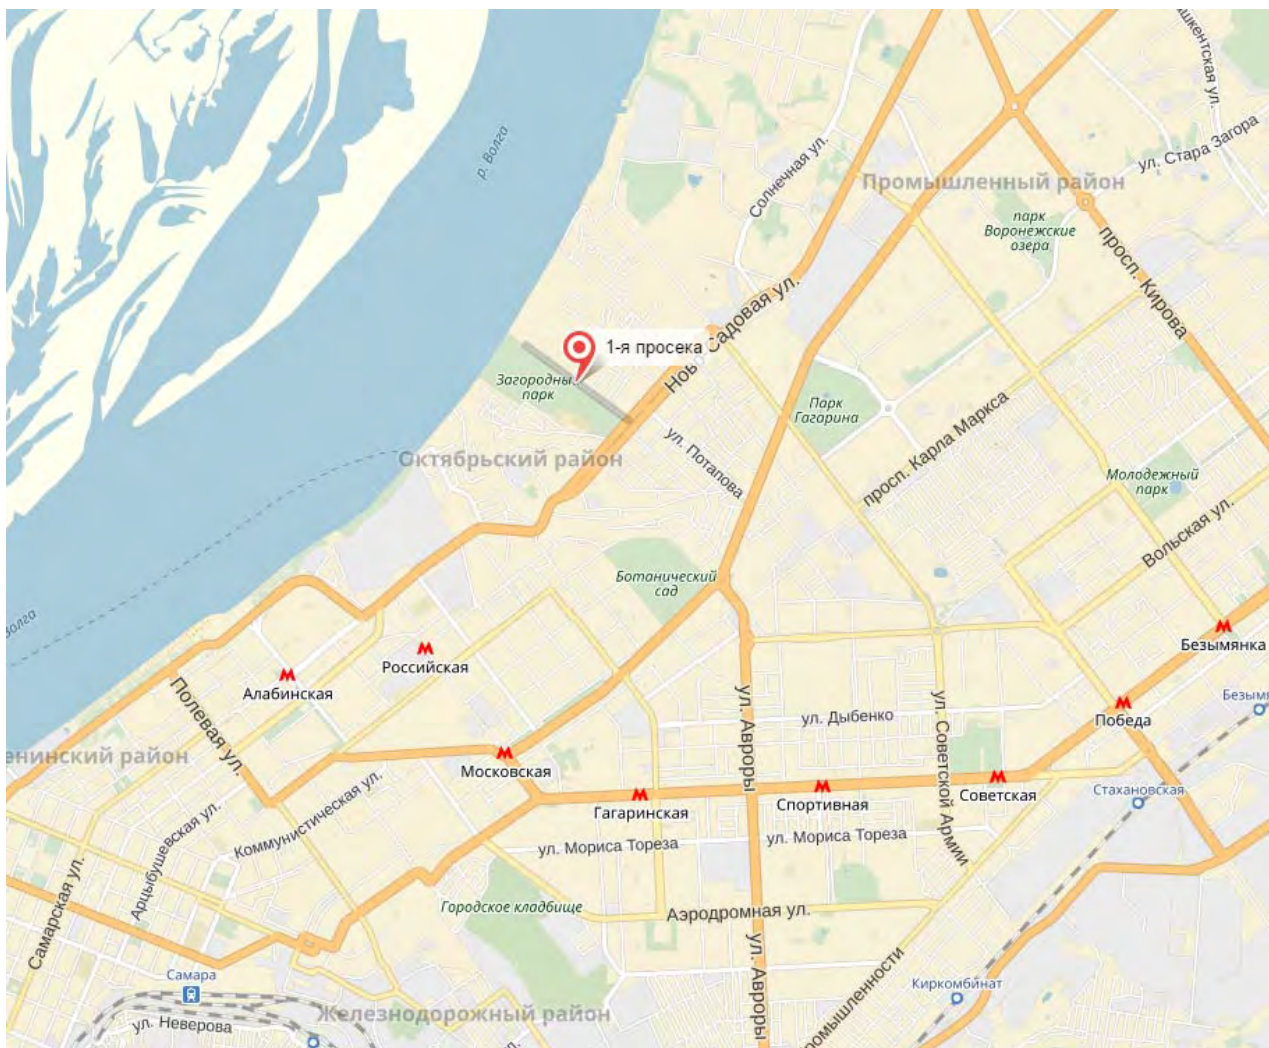 р. Волга
Солнечная ул.
ул. Стара Загора
Промышленный район
парк
Воронежские
озера
просп. Кирова
1-я просека
Ново-Садовая ул.
Загородный
парк
Парк
Гагарина
просп. Карла Маркса
ул. Потапова
Октябрьский район
Молодежный
парк
Вольская ул.
Ботанический
сад
Волга
Безымянка
Российская
Алабинская
Полевая ул.
ул. Авроры
ул. Дыбенко
ул. Советской Армии
Победа
Московская
Гагаринская
Спортивная
Советская
Стахановская
Коммунистическая ул.
Арцыбушевская ул.
Самарская ул.
ул. Мориса Тореза
ул. Мориса Тореза
Городское кладбище
Аэродромная ул.
ул. Авроры
Самара
Киркомбинат
Железнодорожный район
ул. Неверова